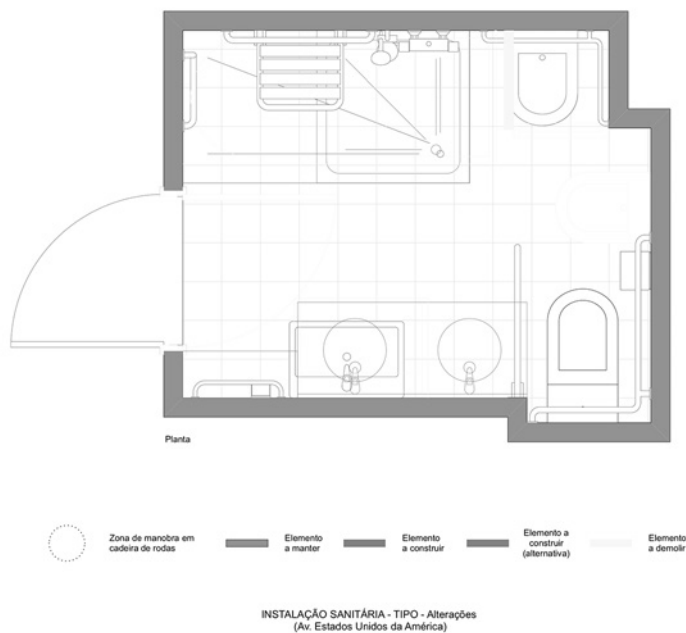 Planta
Zona de manobra em
cadeira de rodas
Elemento
a manter
Elemento
a construir
Elemento a
construir
(alternativa)
Elemento
a demolir
INSTALAÇÃO SANITÁRIA - TIPO - Alterações
(Av. Estados Unidos da América)